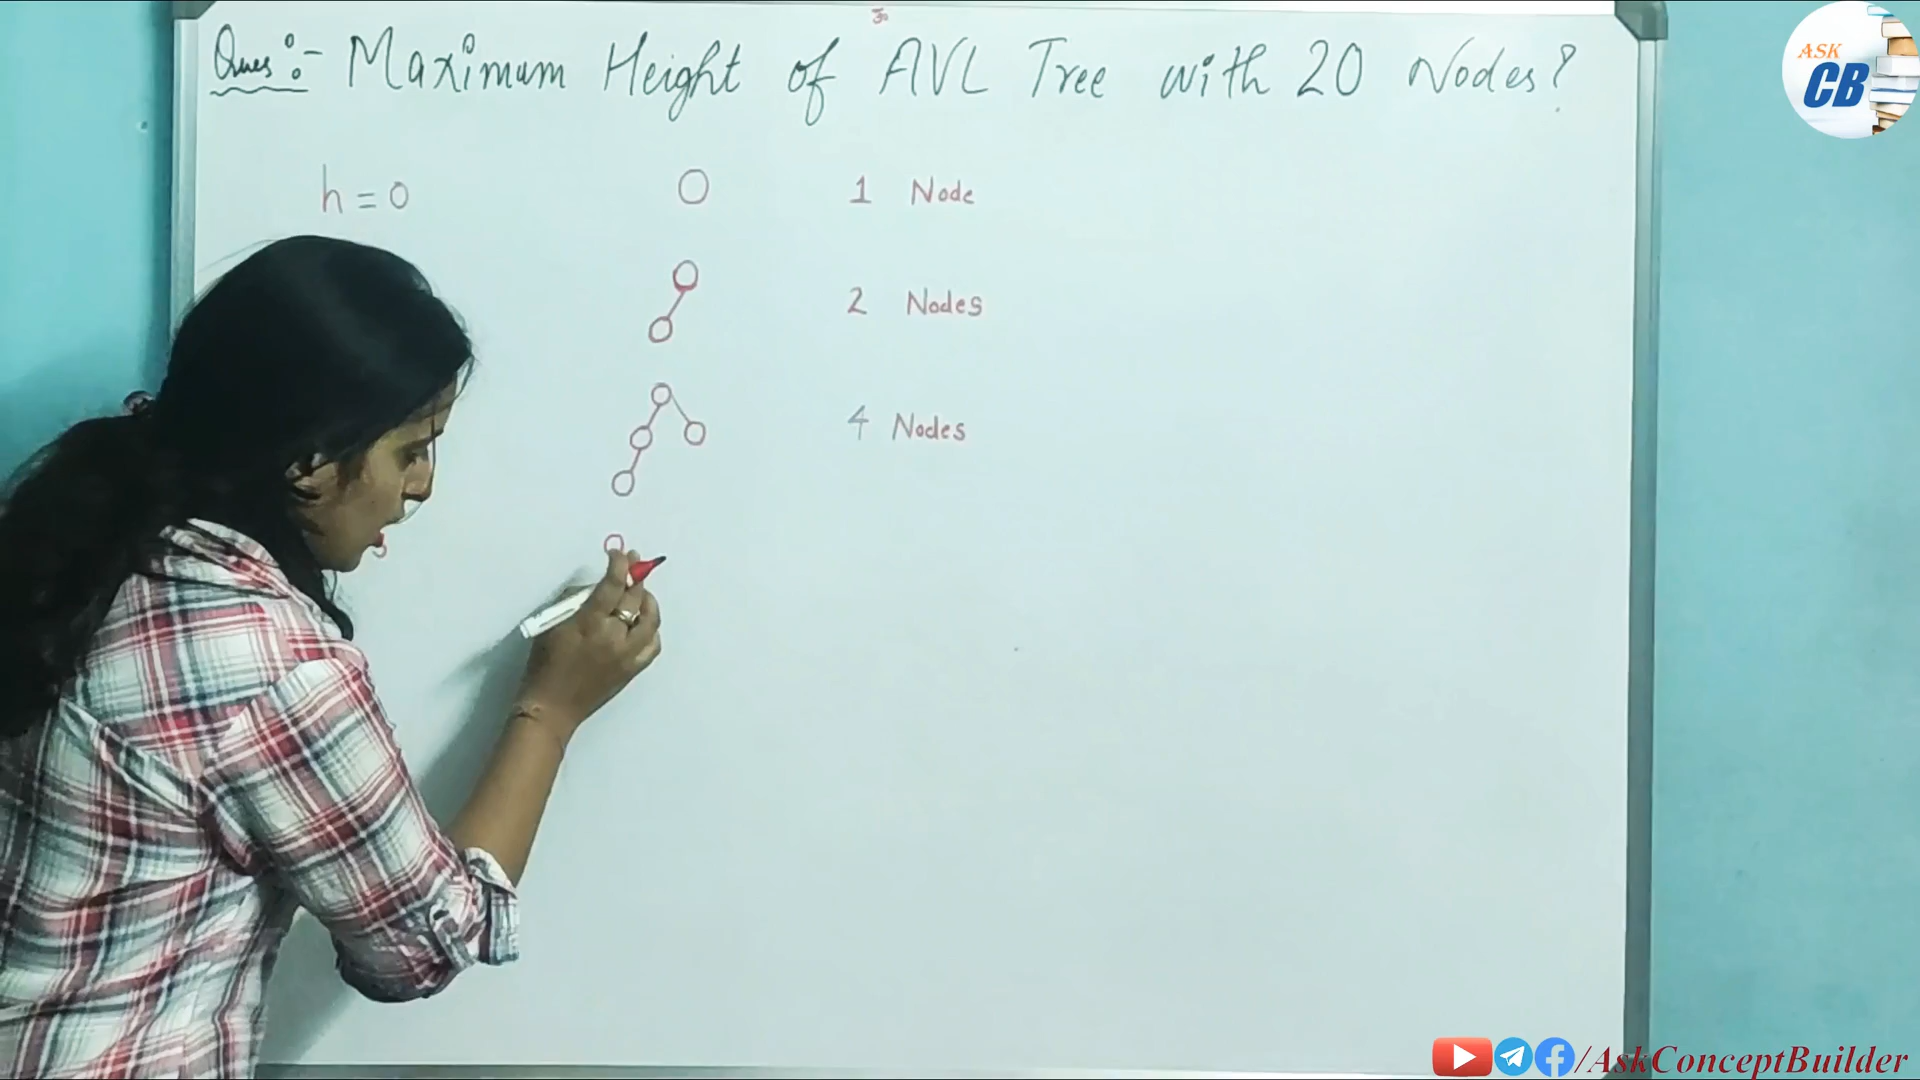 Ques:- Maximum Height of AVL Tree with 20 Nodes?
h = 0 1 Node
2 Nodes
4 Nodes
ASK
CB
/AskConceptBuilder